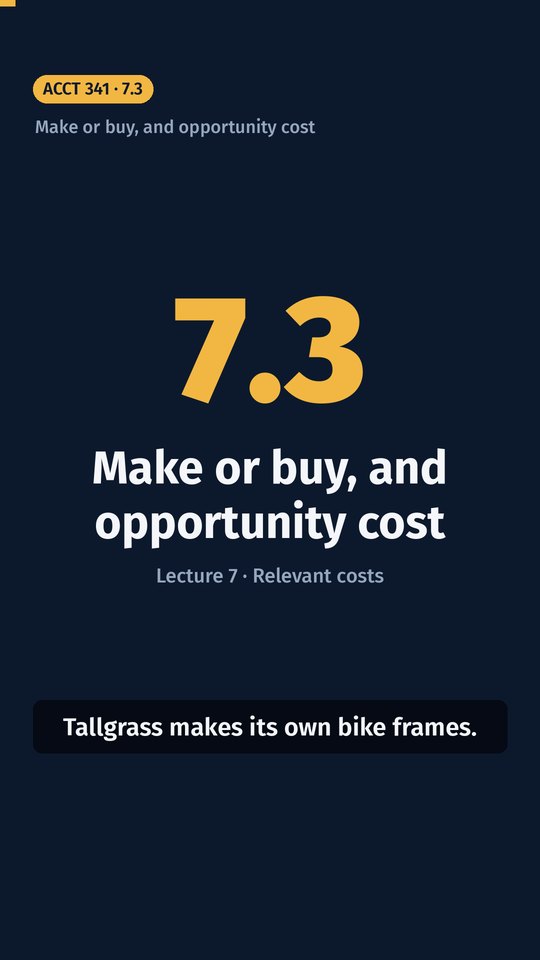 ACCT 341 · 7.3
Make or buy, and opportunity cost
7.3
Make or buy, and
opportunity cost
Lecture 7 · Relevant costs
Tallgrass makes its own bike frames.